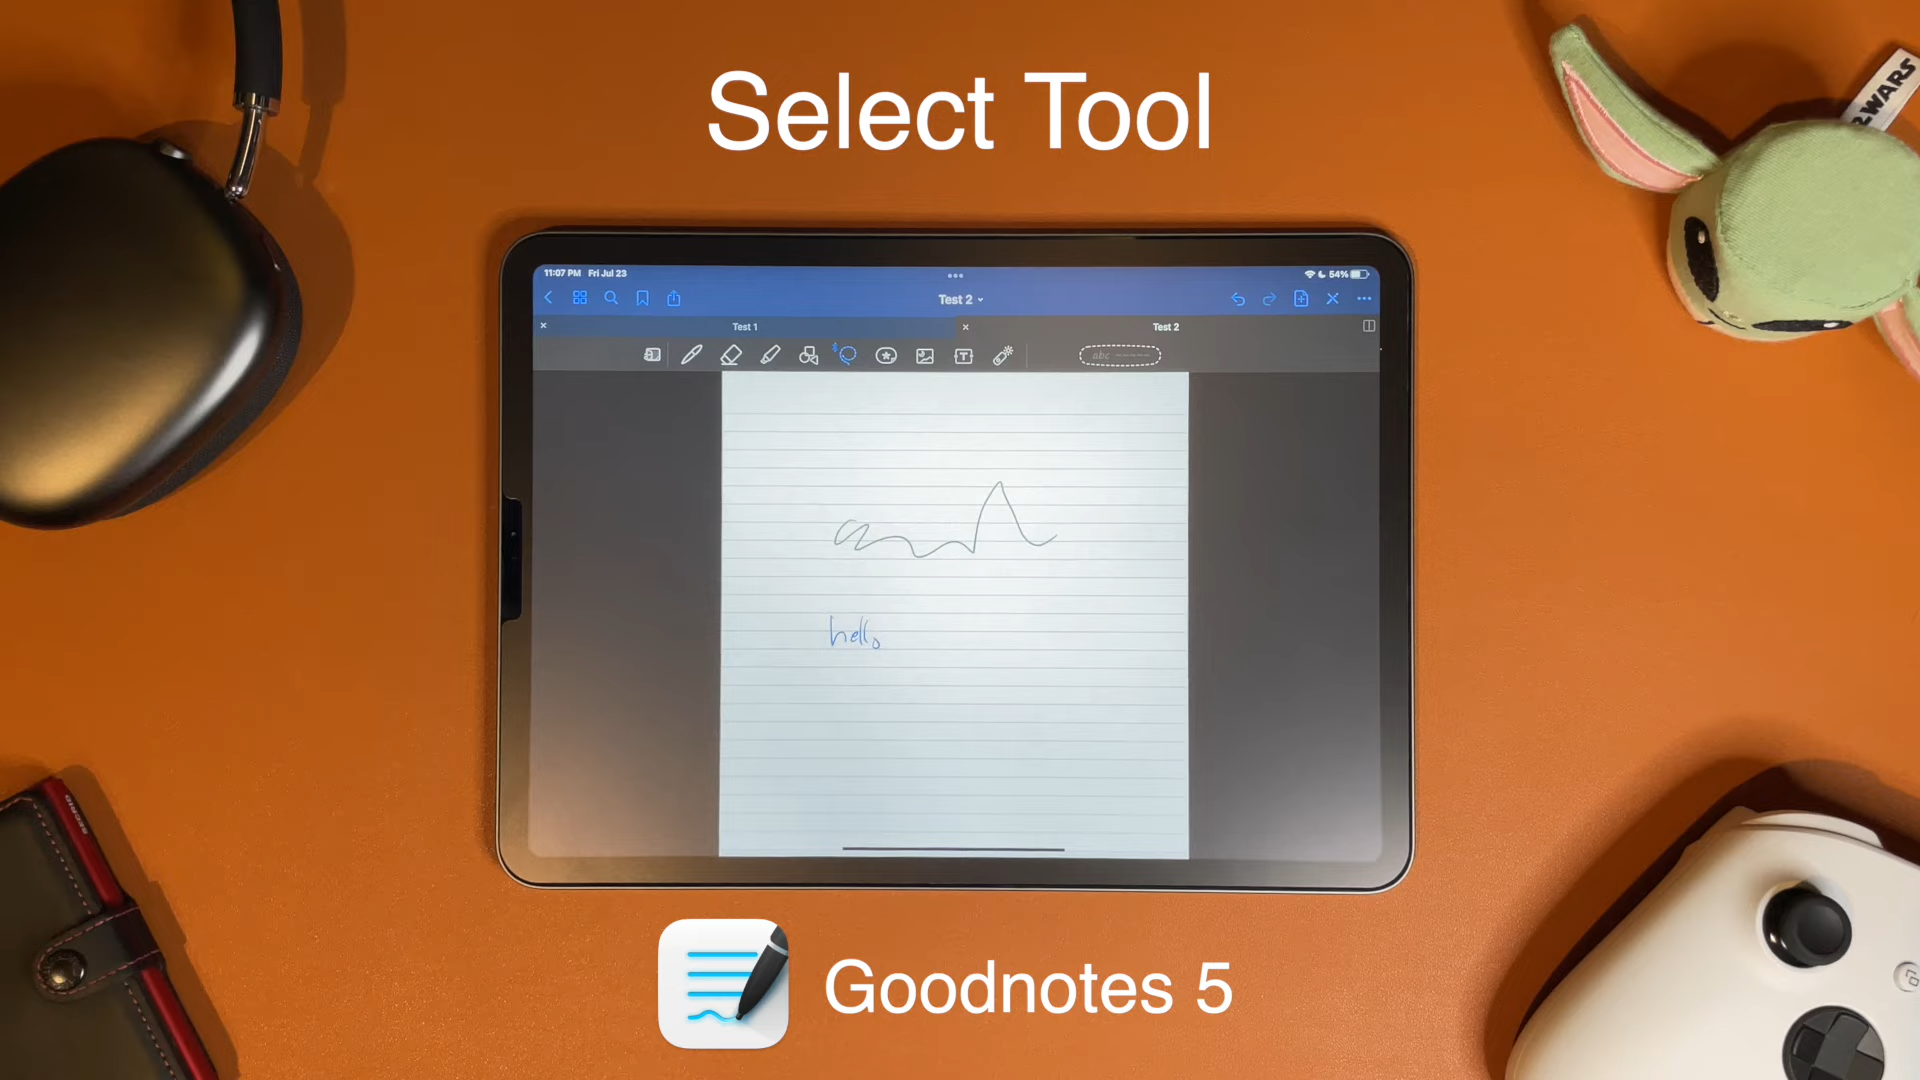 Select Tool
WARS
11:07 PM Fri Jul 23
54%
Test 2
Test 1
Test 2
abc
T
hello
SECRID
Goodnotes 5